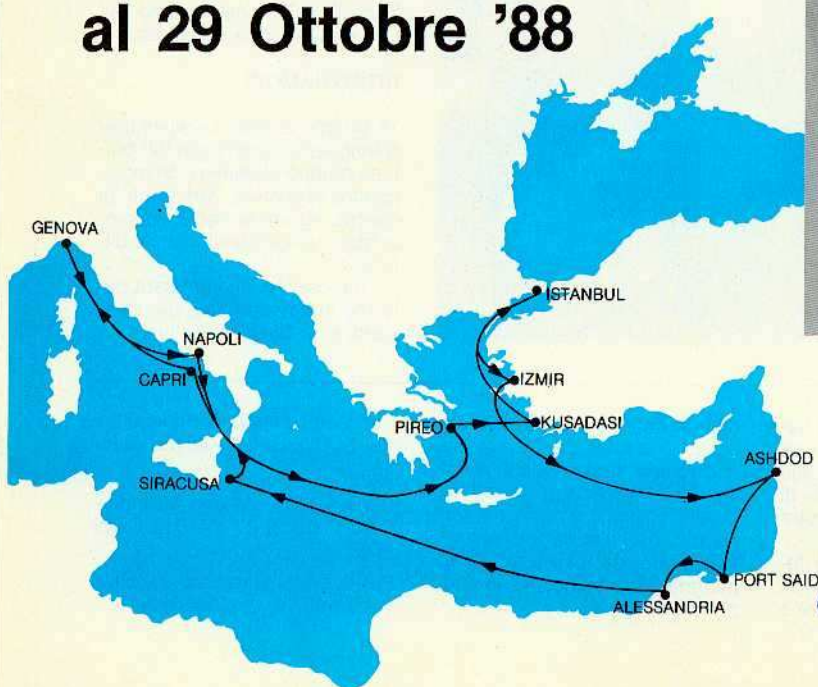 al 29 Ottobre '88
GENOVA
ISTANBUL
NAPOLI
IZMIR
CAPRI
PIREO
KUSADASI
ASHDOD
SIRACUSA
PORT SAID
ALESSANDRIA